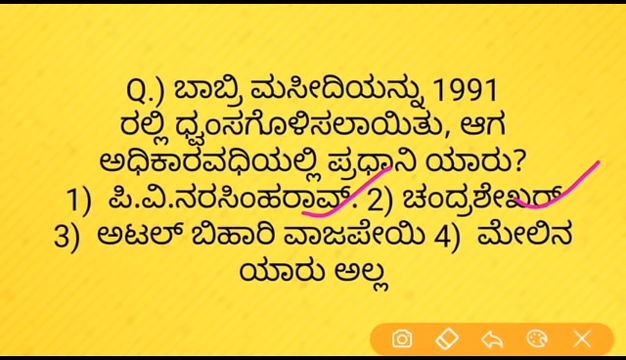 Q.) ಬಾಬ್ರಿ ಮಸೀದಿಯನ್ನು 1991
ರಲ್ಲಿ ಧ್ವಂಸಗೊಳಿಸಲಾಯಿತು, ಆಗ
ಅಧಿಕಾರವಧಿಯಲ್ಲಿ ಪ್ರಧಾನಿ ಯಾರು?
1) ಪಿ.ವಿ.ನರಸಿಂಹರಾವ್. 2) ಚಂದ್ರಶೇಖರ್
3) ಅಟಲ್ ಬಿಹಾರಿ ವಾಜಪೇಯಿ 4) ಮೇಲಿನ
ಯಾರು ಅಲ್ಲ